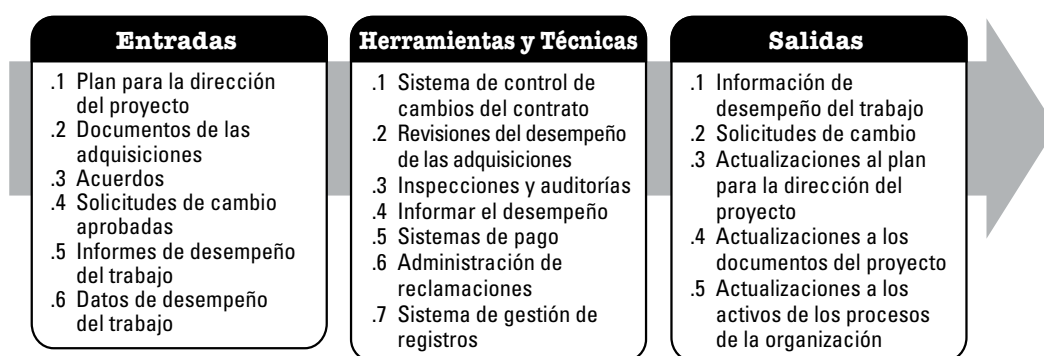 Entradas
.1 Plan para la dirección
del proyecto
.2 Documentos de las
adquisiciones
.3 Acuerdos
.4 Solicitudes de cambio
aprobadas
.5 Informes de desempeño
del trabajo
.6 Datos de desempeño
del trabajo
Herramientas y Técnicas
.1 Sistema de control de
cambios del contrato
.2 Revisiones del desempeño
de las adquisiciones
.3 Inspecciones y auditorías
.4 Informar el desempeño
.5 Sistemas de pago
.6 Administración de
reclamaciones
.7 Sistema de gestión de
registros
Salidas
.1 Información de
desempeño del trabajo
.2 Solicitudes de cambio
.3 Actualizaciones al plan
para la dirección del
proyecto
.4 Actualizaciones a los
documentos del proyecto
.5 Actualizaciones a los
activos de los procesos
de la organización